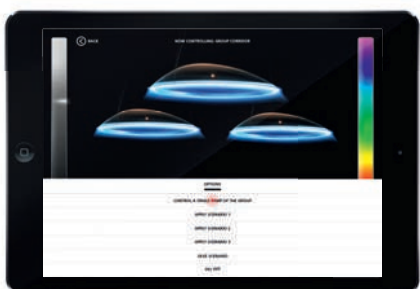 BACK
NOW CONTROLLING: GROUP CORRIDOR
OPTIONS
CONTROL A SINGLE LAMP OF THE GROUP
APPLY SCENARIO 1
APPLY SCENARIO 2
APPLY SCENARIO 3
SAVE SCENARIO
ALL OFF